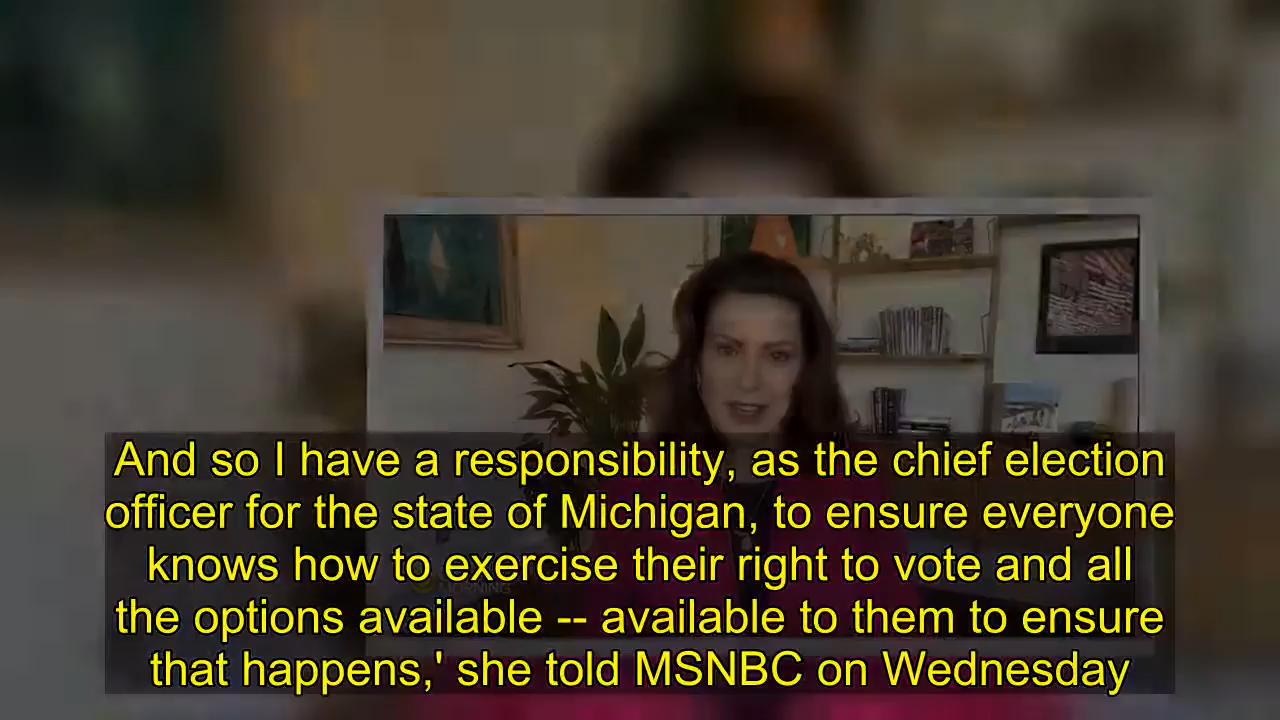 And so I have a responsibility, as the chief election
officer for the state of Michigan, to ensure everyone
knows how to exercise their right to vote and all
the options available -- available to them to ensure
that happens,' she told MSNBC on Wednesday
MORNING